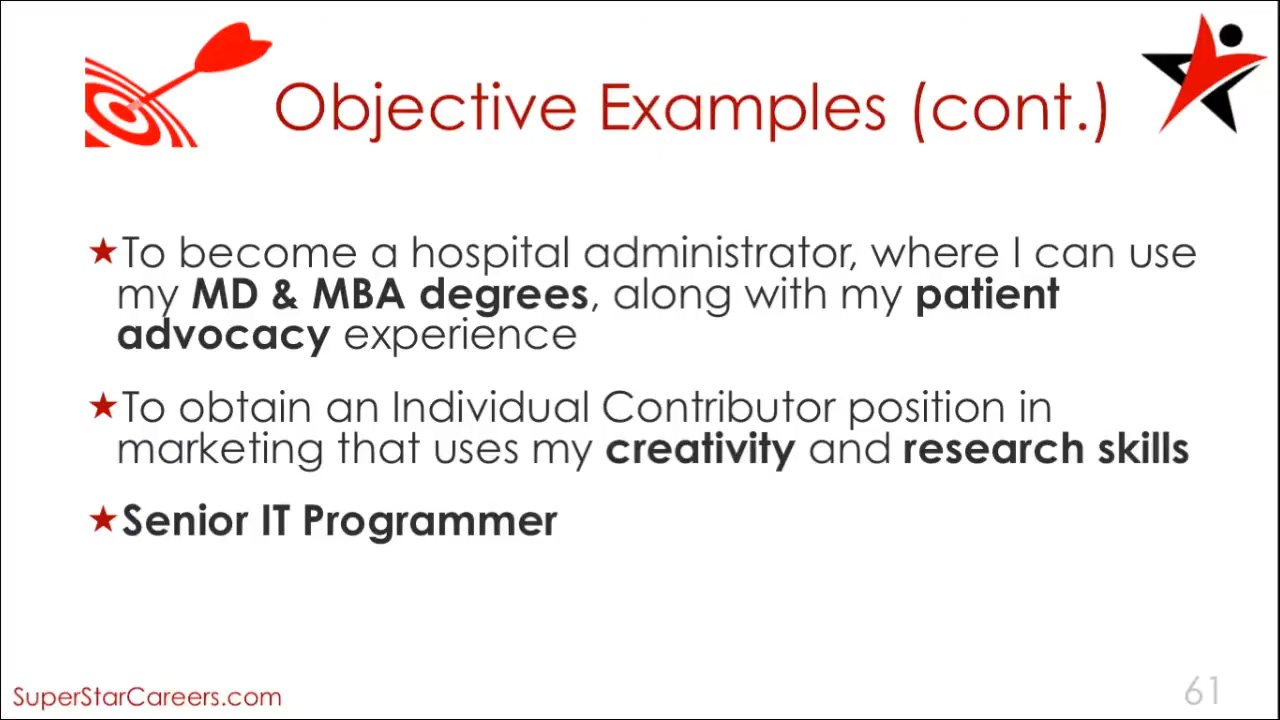 Objective Examples (cont.)
To become a hospital administrator, where I can use
my MD & MBA degrees, along with my patient
advocacy experience
To obtain an Individual Contributor position in
marketing that uses my creativity and research skills
Senior IT Programmer
SuperStarCareers.com
61